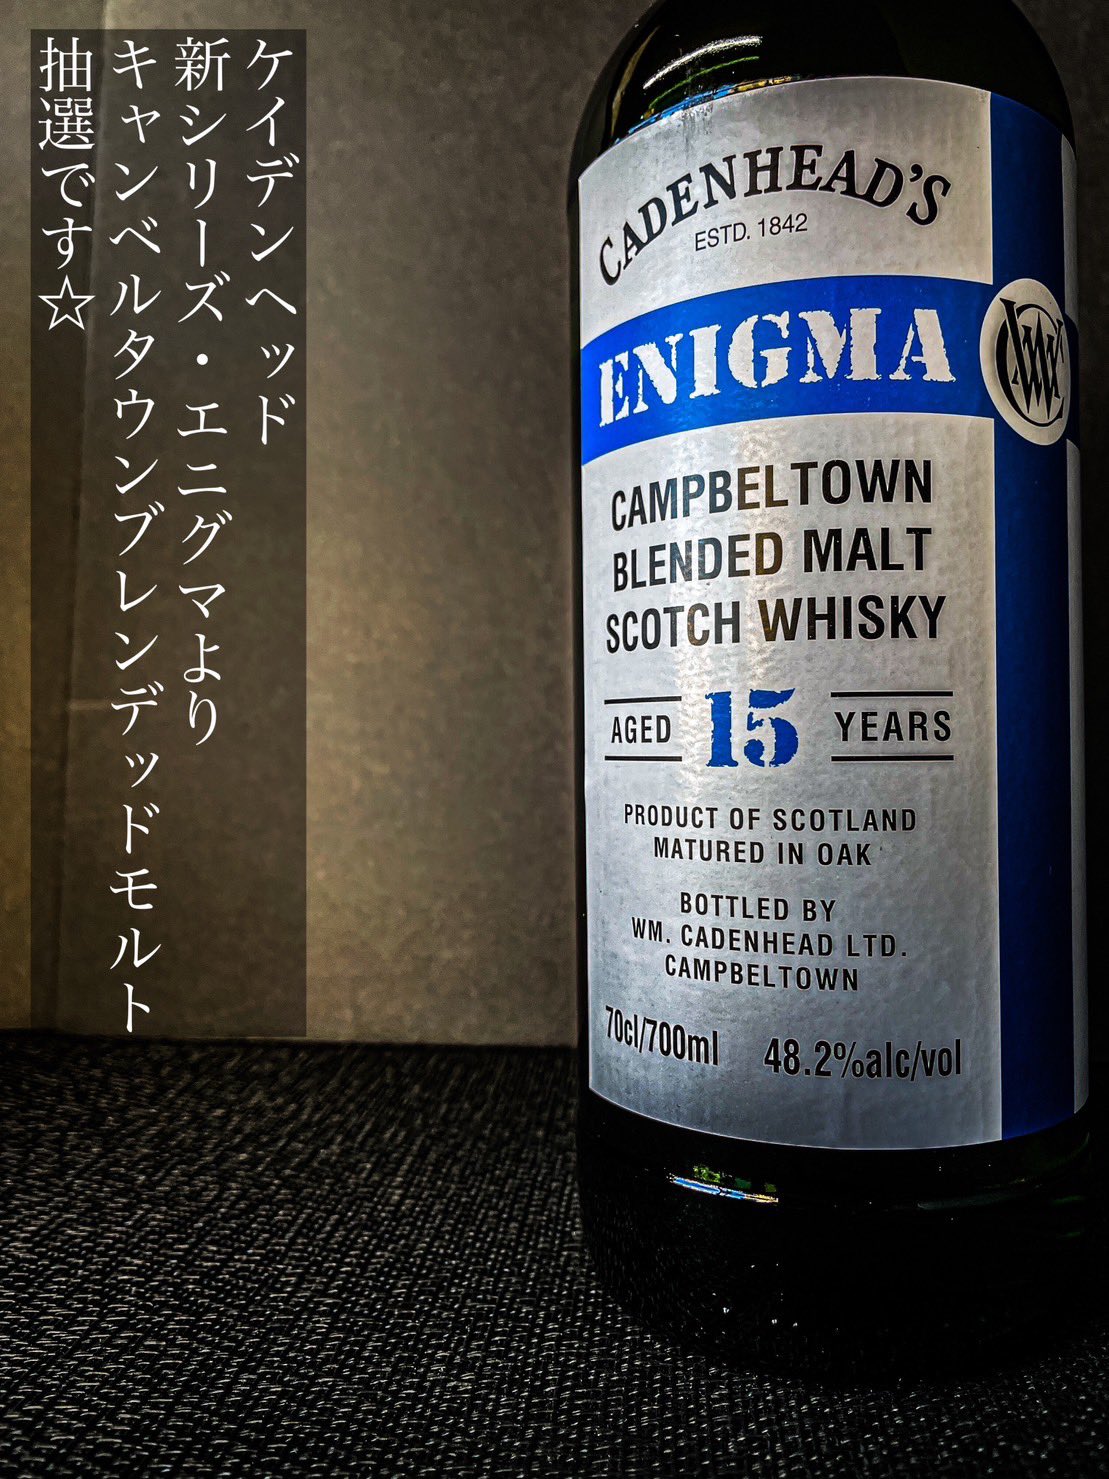 ケイデンヘッド
新シリーズ・エニグマより
キャンベルタウンブレンデッドモルト
抽選です☆
CADENHEAD'S
ESTD. 1842
ENIGMA
CAMPBELTOWN
BLENDED MALT
SCOTCH WHISKY
AGED 15 YEARS
PRODUCT OF SCOTLAND
MATURED IN OAK
BOTTLED BY
WM. CADENHEAD LTD.
CAMPBELTOWN
70cl/700ml 48.2%alc/vol